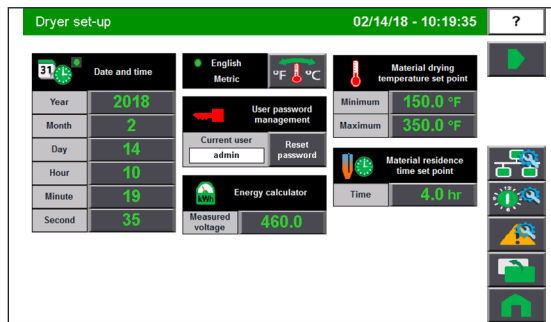 Dryer set-up
02/14/18 - 10:19:35
?
31
Date and time
Year 2018
Month 2
Day 14
Hour 10
Minute 19
Second 35
English
Metric
°F °C
User password
management
Current user
admin
Reset
password
kWh
Energy calculator
Measured
voltage
460.0
Material drying
temperature set point
Minimum 150.0 °F
Maximum 350.0 °F
Material residence
time set point
Time 4.0 hr